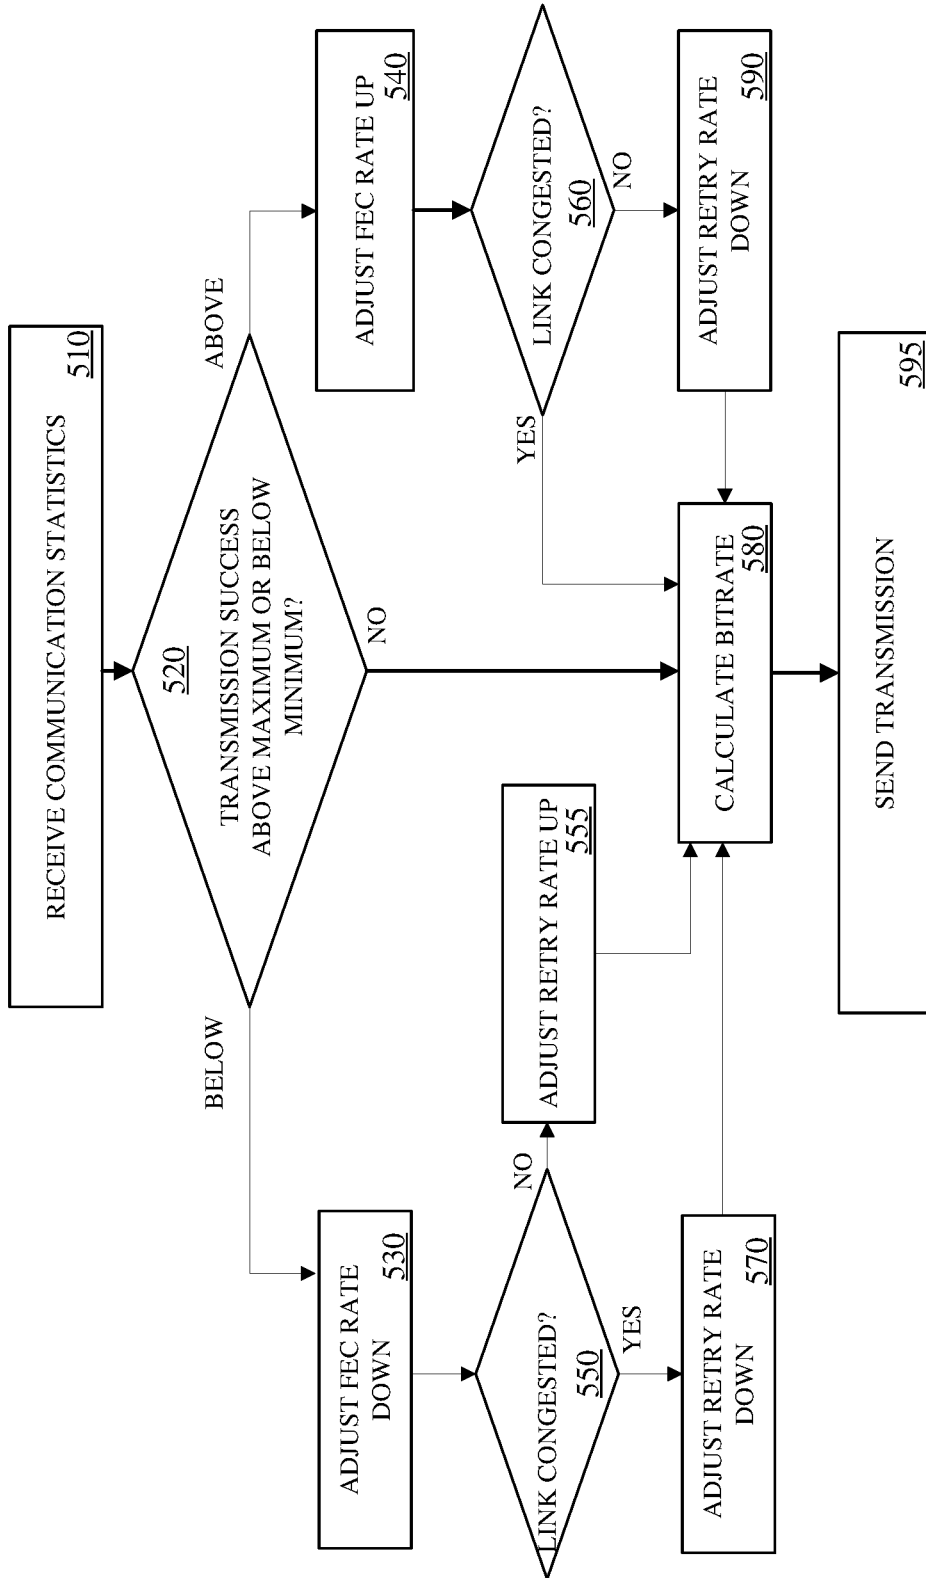 RECEIVE COMMUNICATION STATISTICS
510
520
TRANSMISSION SUCCESS
ABOVE MAXIMUM OR BELOW
MINIMUM?
BELOW
ABOVE
NO
ADJUST FEC RATE
DOWN
530
ADJUST FEC RATE UP
540
LINK CONGESTED?
550
NO
YES
ADJUST RETRY RATE UP
555
LINK CONGESTED?
560
YES
NO
ADJUST RETRY RATE
DOWN
570
CALCULATE BITRATE
580
ADJUST RETRY RATE
DOWN
590
SEND TRANSMISSION
595